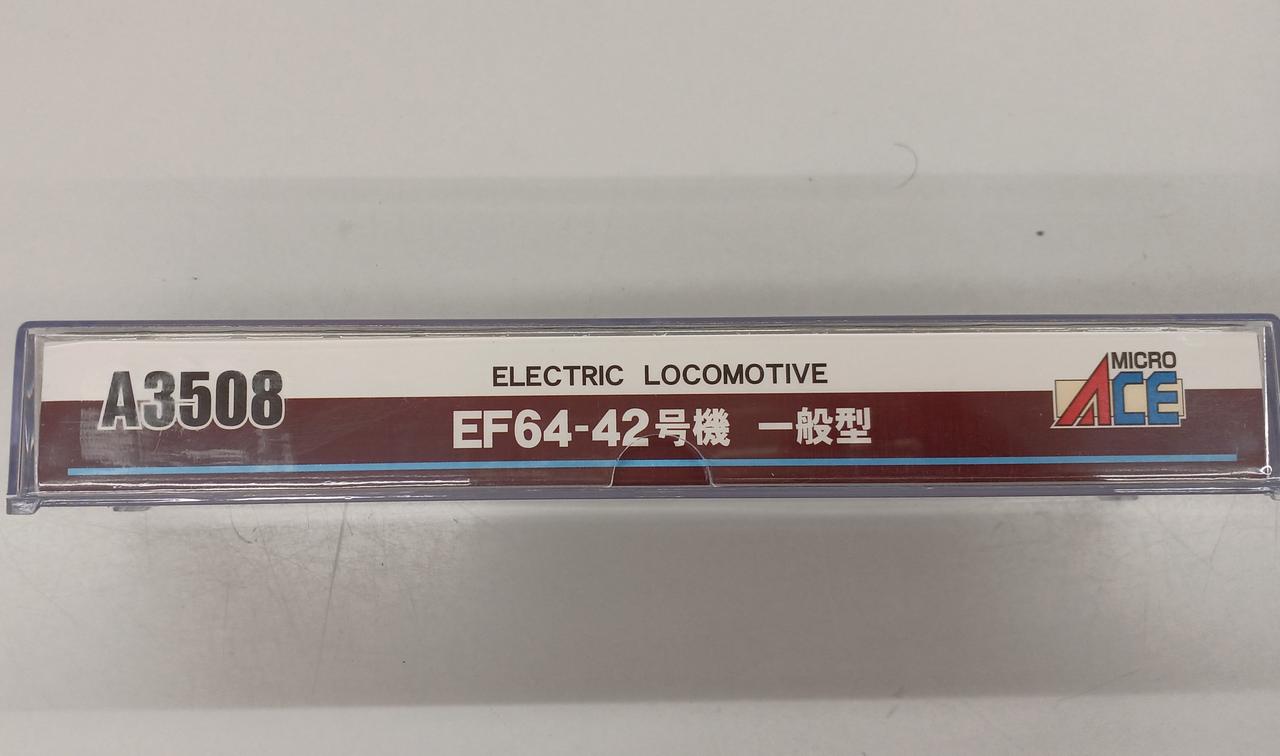 A3508
ELECTRIC LOCOMOTIVE
EF64-42号機 一般型
MICRO
ACE